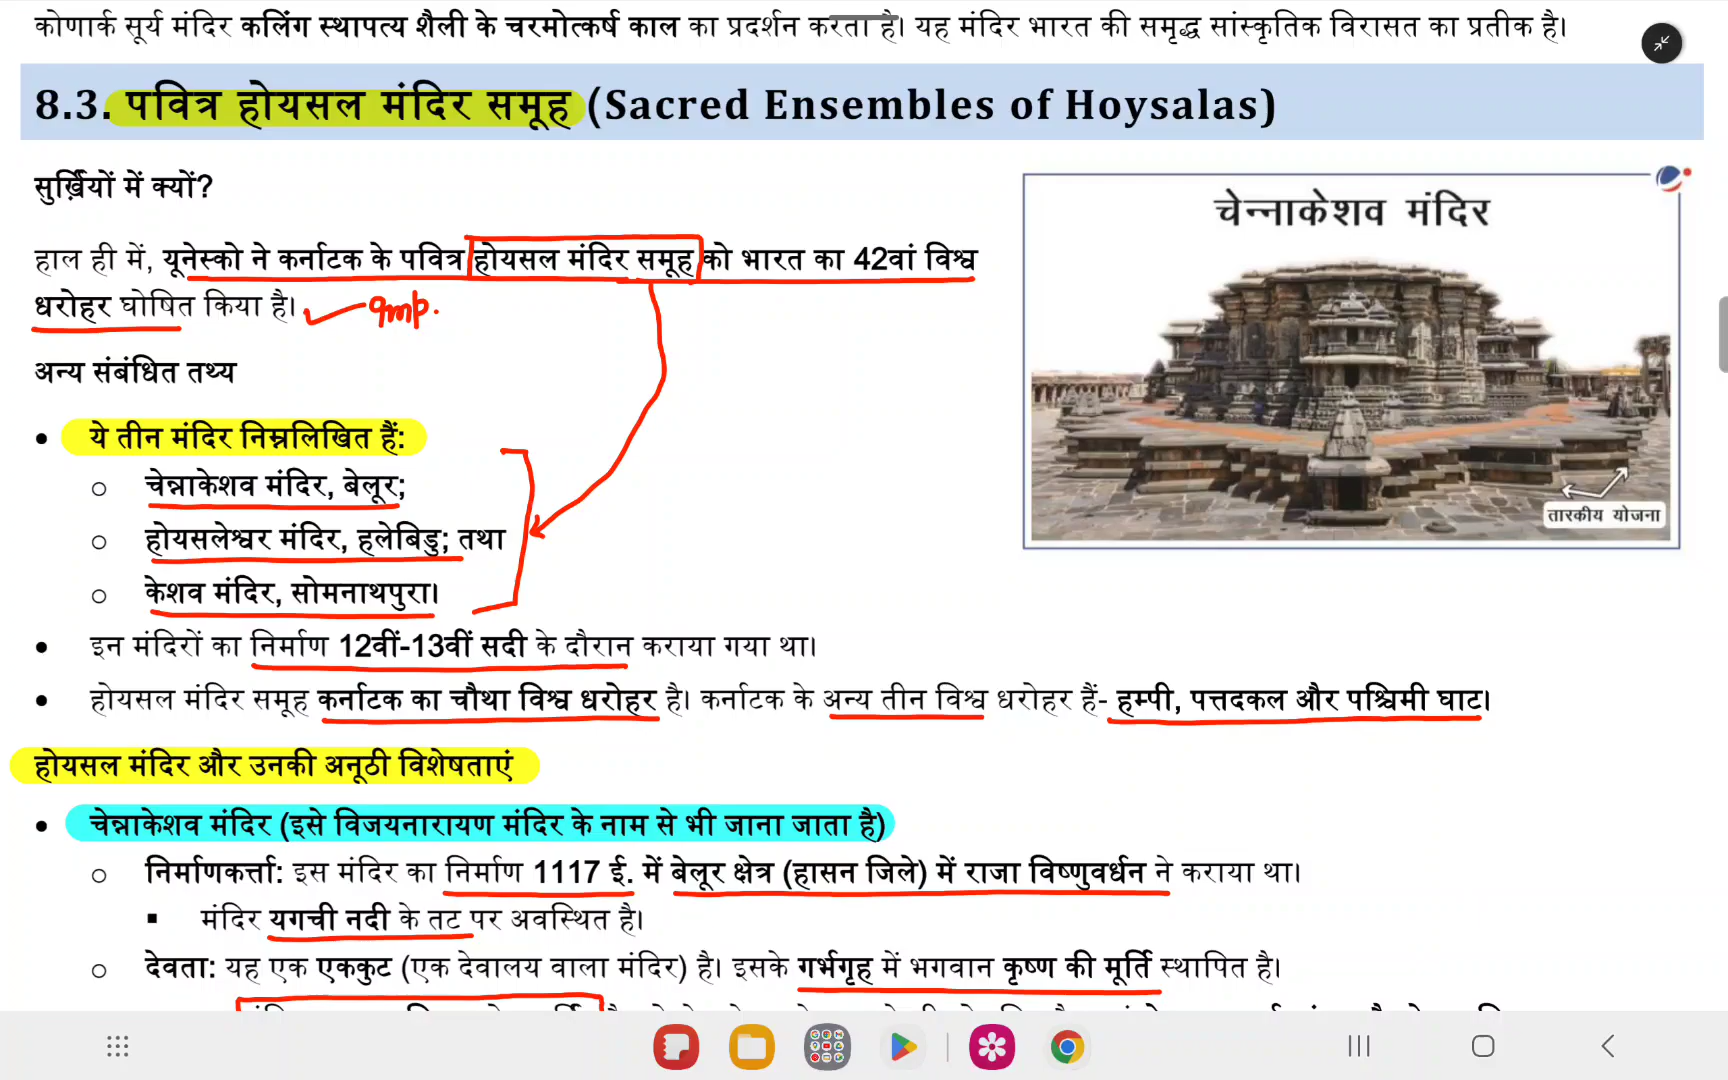 कोणार्क सूर्य मंदिर कलिंग स्थापत्य शैली के चरमोत्कर्ष काल का प्रदर्शन करता है। यह मंदिर भारत की समृद्ध सांस्कृतिक विरासत का प्रतीक है।
8.3. पवित्र होयसल मंदिर समूह (Sacred Ensembles of Hoysalas)
सुर्ख़ियों में क्यों?
हाल ही में, यूनेस्को ने कर्नाटक के पवित्र होयसल मंदिर समूह को भारत का 42वां विश्व
धरोहर घोषित किया है।
Imp.
चेन्नाकेशव मंदिर
तारकीय योजना
अन्य संबंधित तथ्य
• ये तीन मंदिर निम्नलिखित हैं:
○ चेन्नाकेशव मंदिर, बेलूर;
○ होयसलेश्वर मंदिर, हलेबिडु; तथा
○ केशव मंदिर, सोमनाथपुरा।
• इन मंदिरों का निर्माण 12वीं-13वीं सदी के दौरान कराया गया था।
• होयसल मंदिर समूह कर्नाटक का चौथा विश्व धरोहर है। कर्नाटक के अन्य तीन विश्व धरोहर हैं- हम्पी, पत्तदकल और पश्चिमी घाट।
होयसल मंदिर और उनकी अनूठी विशेषताएं
• चेन्नाकेशव मंदिर (इसे विजयनारायण मंदिर के नाम से भी जाना जाता है)
○ निर्माणकर्त्ता: इस मंदिर का निर्माण 1117 ई. में बेलूर क्षेत्र (हासन जिले) में राजा विष्णुवर्धन ने कराया था।
▪ मंदिर यगची नदी के तट पर अवस्थित है।
○ देवता: यह एक एककुट (एक देवालय वाला मंदिर) है। इसके गर्भगृह में भगवान कृष्ण की मूर्ति स्थापित है।